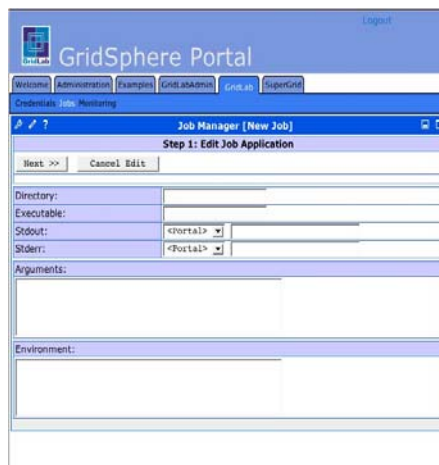 Logout
GridLab
GridSphere Portal
Welcome Administration Examples GridLabAdmin GridLab SuperGrid
Credentials Jobs Monitoring
? Job Manager [New Job]
Step 1: Edit Job Application
Next >> Cancel Edit
Directory:
Executable:
Stdout: <Portal>
Stderr: <Portal>
Arguments:
Environment: